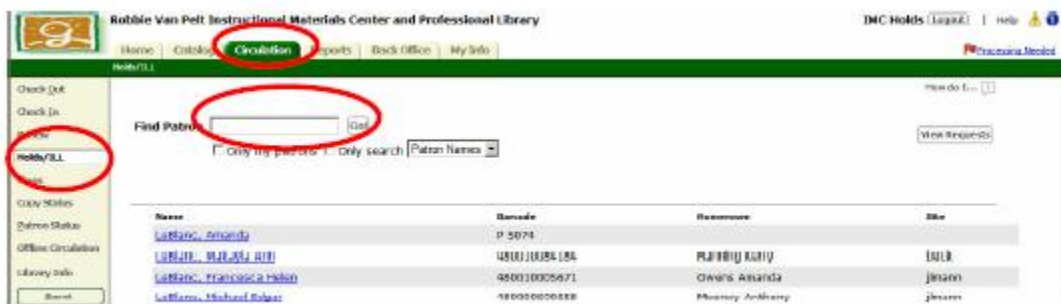 Robbie Van Pelt Instructional Materials Center and Professional Library
IMC Holds Logout | Help
Home Catalog Circulation Reports Back Office My Info
Processing Needed
Holds/ILL
How do I...
Check Out
Check In
Find Patron Go!
View Requests
Only my patrons Only search Patron Names
Holds/ILL
Copy Status
Patron Status
Offline Circulation
Library Info
Name Barcode Homeroom Site
LeBlanc, Amanda P 5074
LeBlanc,
LeBlanc, Francesca Helen 480010005671 Owens Amanda jlmann
LeBlanc, Michael Edgar Anthony jlmann